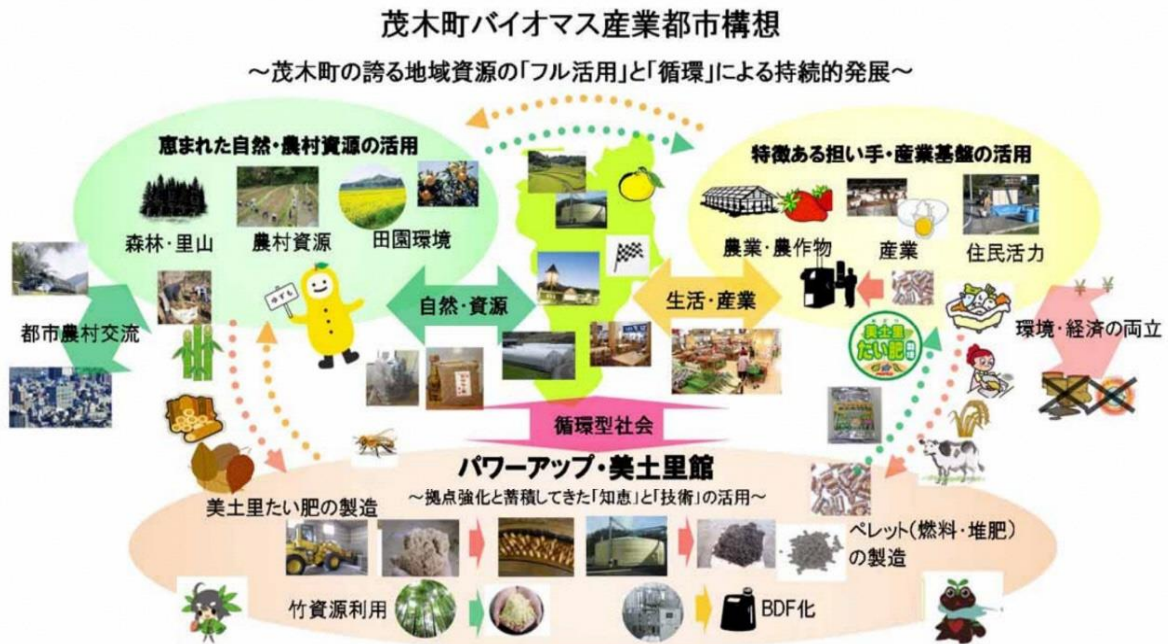 茂木町バイオマス産業都市構想
～茂木町の誇る地域資源の「フル活用」と「循環」による持続的発展～
恵まれた自然・農村資源の活用
森林・里山
農村資源
田園環境
特徴ある担い手・産業基盤の活用
農業・農作物
産業
住民活力
都市農村交流
ゆずも
自然・資源
生活・産業
美土里
たい肥
環境・経済の両立
¥ ¥
循環型社会
パワーアップ・美土里館
～拠点強化と蓄積してきた「知恵」と「技術」の活用～
美土里たい肥の製造
ペレット(燃料・堆肥)
の製造
竹資源利用
BDF化